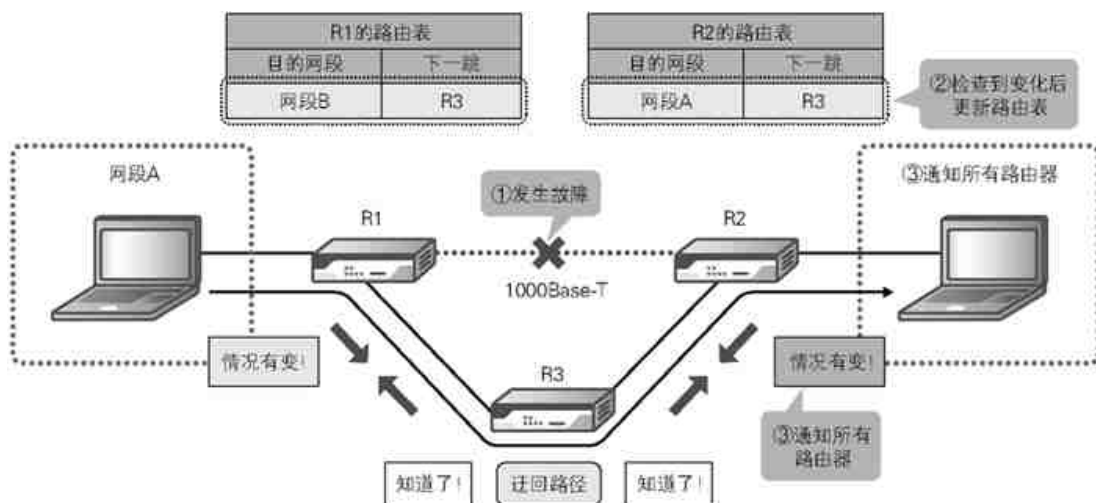 R1的路由表
目的网段 下一跳
网段B R3
R2的路由表
目的网段 下一跳
网段A R3
②检查到变化后
更新路由表
网段A
③通知所有路由器
①发生故障
R1
R2
1000Base-T
情况有变!
情况有变!
R3
③通知所有
路由器
知道了!
迂回路径
知道了!